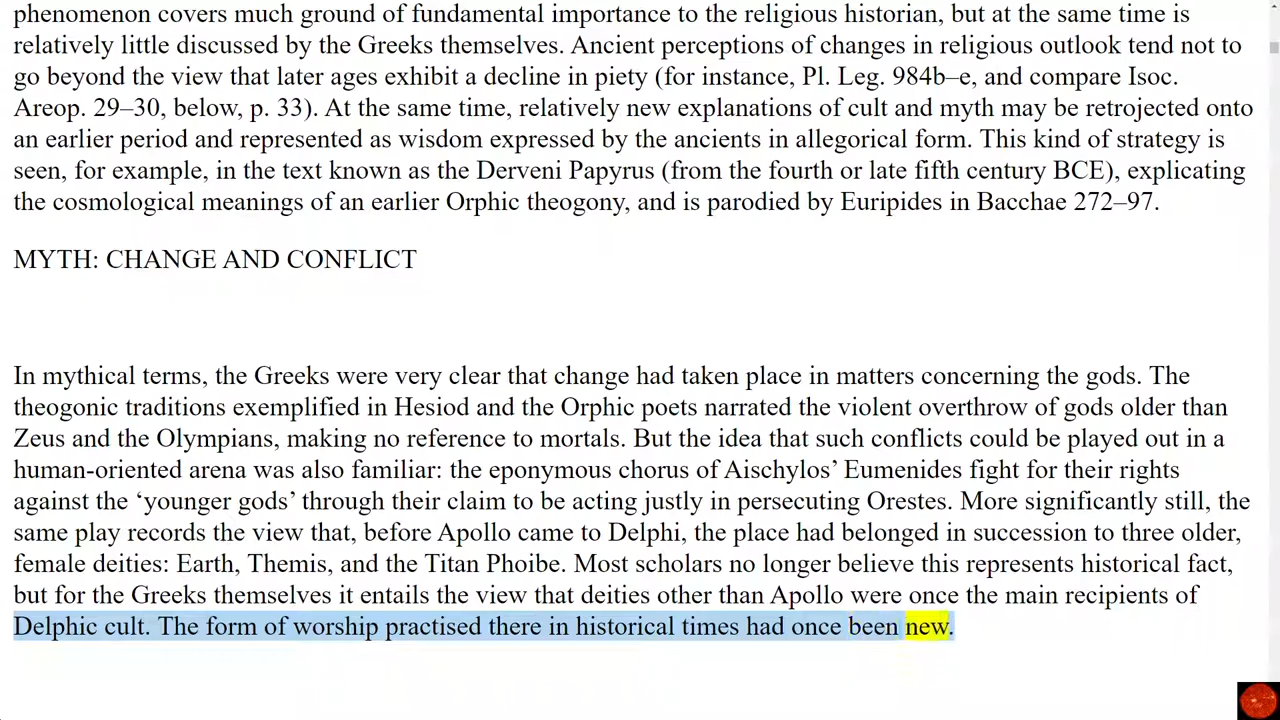 phenomenon covers much ground of fundamental importance to the religious historian, but at the same time is
relatively little discussed by the Greeks themselves. Ancient perceptions of changes in religious outlook tend not to
go beyond the view that later ages exhibit a decline in piety (for instance, Pl. Leg. 984b–e, and compare Isoc.
Areop. 29–30, below, p. 33). At the same time, relatively new explanations of cult and myth may be retrojected onto
an earlier period and represented as wisdom expressed by the ancients in allegorical form. This kind of strategy is
seen, for example, in the text known as the Derveni Papyrus (from the fourth or late fifth century BCE), explicating
the cosmological meanings of an earlier Orphic theogony, and is parodied by Euripides in Bacchae 272–97.
MYTH: CHANGE AND CONFLICT
In mythical terms, the Greeks were very clear that change had taken place in matters concerning the gods. The
theogonic traditions exemplified in Hesiod and the Orphic poets narrated the violent overthrow of gods older than
Zeus and the Olympians, making no reference to mortals. But the idea that such conflicts could be played out in a
human-oriented arena was also familiar: the eponymous chorus of Aischylos’ Eumenides fight for their rights
against the ‘younger gods’ through their claim to be acting justly in persecuting Orestes. More significantly still, the
same play records the view that, before Apollo came to Delphi, the place had belonged in succession to three older,
female deities: Earth, Themis, and the Titan Phoibe. Most scholars no longer believe this represents historical fact,
but for the Greeks themselves it entails the view that deities other than Apollo were once the main recipients of
Delphic cult. The form of worship practised there in historical times had once been new.